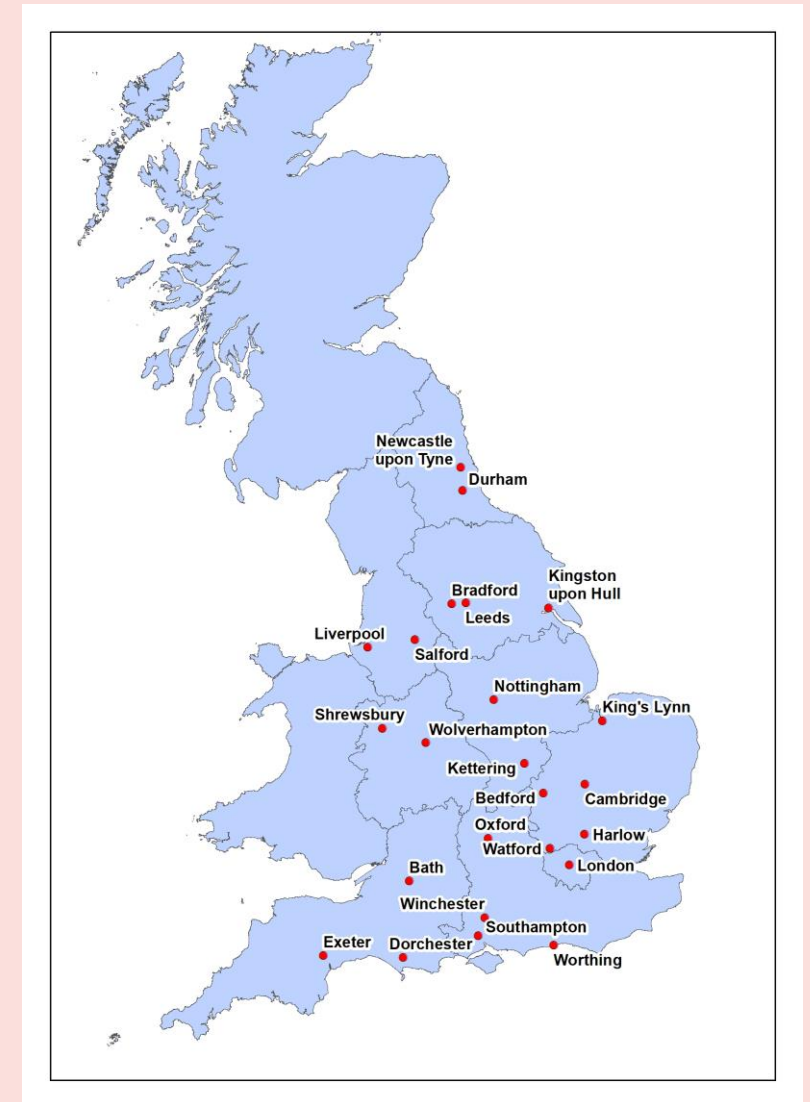 Newcastle
upon Tyne
Durham
Kingston
upon Hull
Bradford
Leeds
Liverpool
Salford
Nottingham
King's Lynn
Shrewsbury
Wolverhampton
Kettering
Bedford
Cambridge
Oxford
Harlow
Watford
London
Bath
Winchester
Southampton
Exeter
Dorchester
Worthing